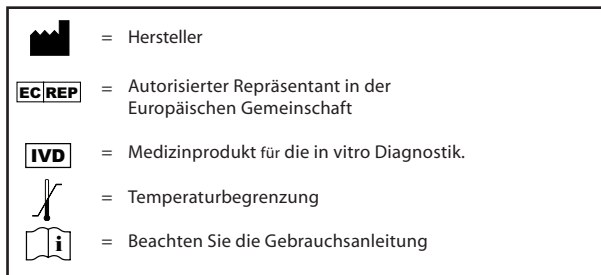 = Hersteller
EC REP = Autorisierter Repräsentant in der
Europäischen Gemeinschaft
IVD = Medizinprodukt für die in vitro Diagnostik.
= Temperaturbegrenzung
i = Beachten Sie die Gebrauchsanleitung